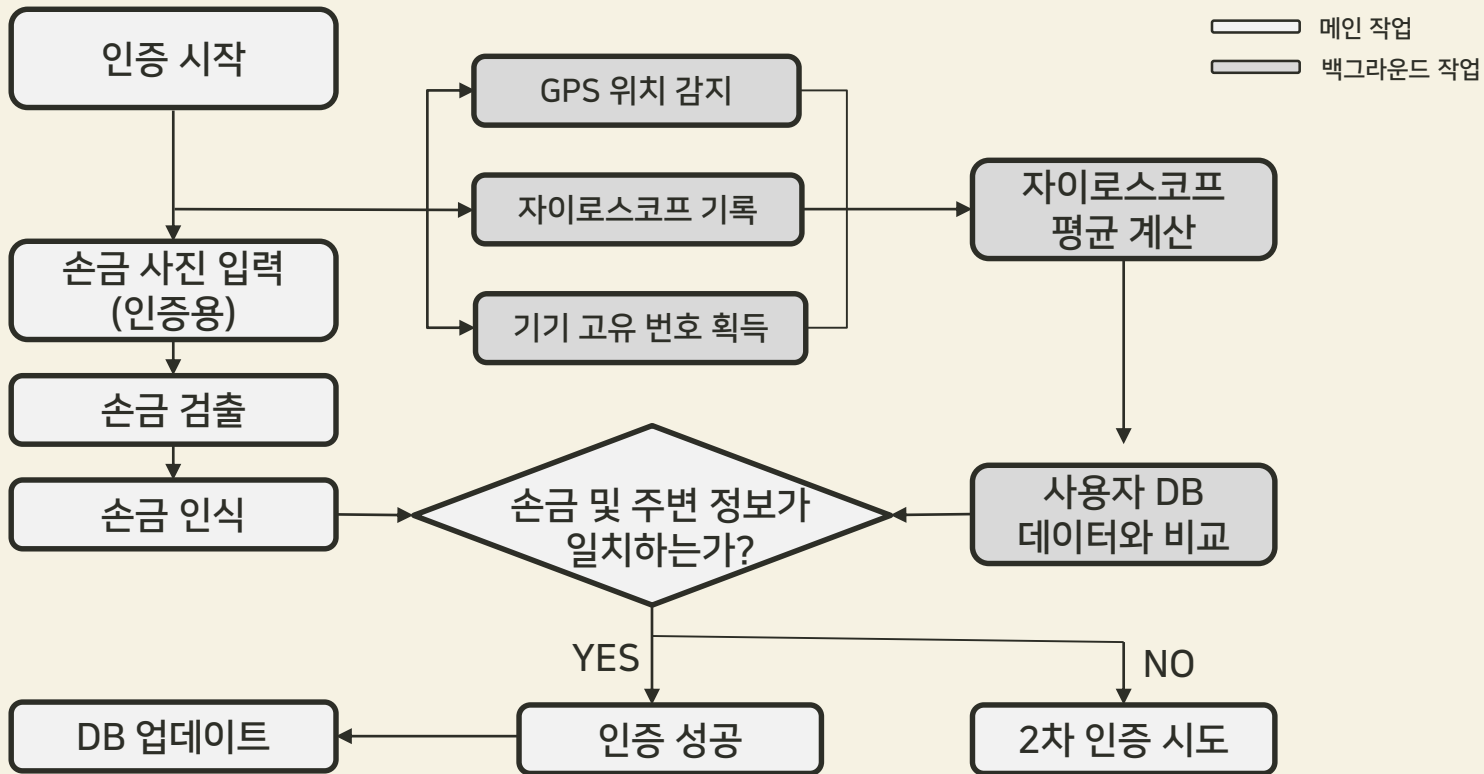 인증 시작
메인 작업
백그라운드 작업
GPS 위치 감지
자이로스코프 기록
기기 고유 번호 획득
자이로스코프
평균 계산
손금 사진 입력
(인증용)
손금 검출
손금 인식
손금 및 주변 정보가
일치하는가?
사용자 DB
데이터와 비교
YES
NO
DB 업데이트
인증 성공
2차 인증 시도